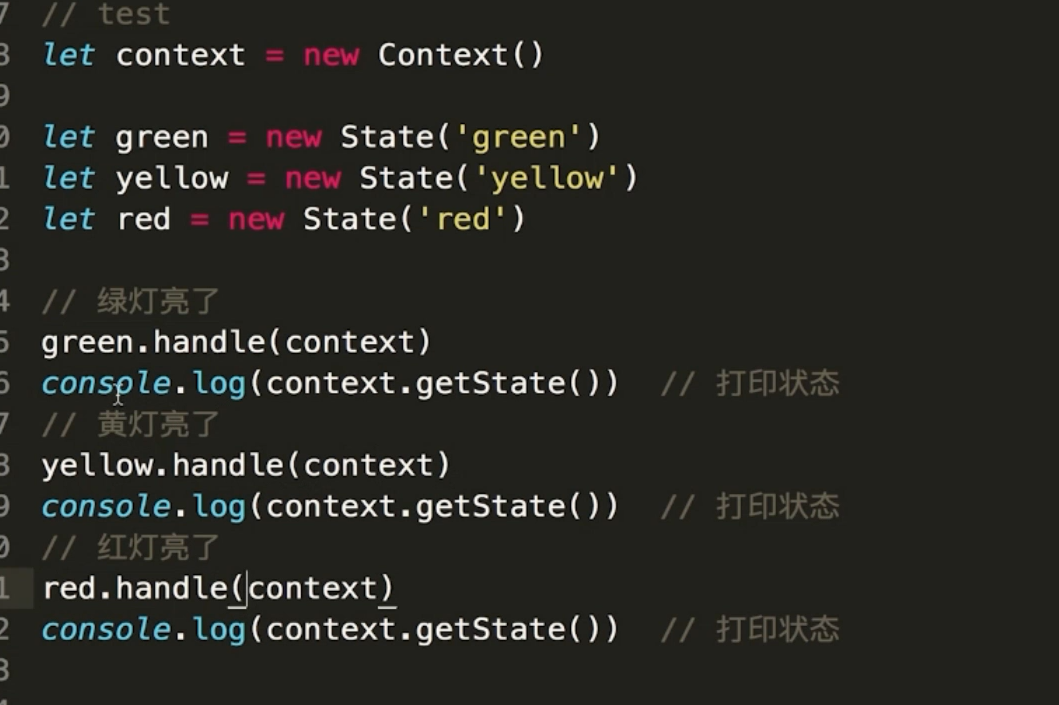 7 // test
8 let context = new Context()
9
0 let green = new State('green')
1 let yellow = new State('yellow')
2 let red = new State('red')
3
4 // 绿灯亮了
5 green.handle(context)
6 console.log(context.getState()) // 打印状态
7 // 黄灯亮了
8 yellow.handle(context)
9 console.log(context.getState()) // 打印状态
0 // 红灯亮了
1 red.handle(context)
2 console.log(context.getState()) // 打印状态
3